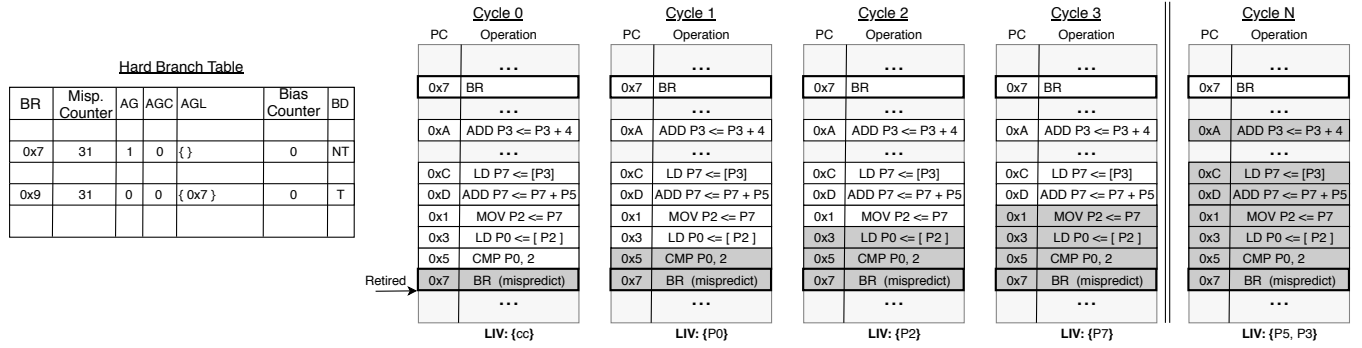 Hard Branch Table
BR Misp. Counter AG AGC AGL Bias Counter BD
0x7 31 1 0 { } 0 NT
0x9 31 0 0 { 0x7 } 0 T
Retired
Cycle 0
PC Operation
...
0x7 BR
...
0xA ADD P3 <= P3 + 4
...
0xC LD P7 <= [P3]
0xD ADD P7 <= P7 + P5
0x1 MOV P2 <= P7
0x3 LD P0 <= [ P2 ]
0x5 CMP P0, 2
0x7 BR (mispredict)
...
LIV: {cc}
Cycle 1
PC Operation
...
0x7 BR
...
0xA ADD P3 <= P3 + 4
...
0xC LD P7 <= [P3]
0xD ADD P7 <= P7 + P5
0x1 MOV P2 <= P7
0x3 LD P0 <= [ P2 ]
0x5 CMP P0, 2
0x7 BR (mispredict)
...
LIV: {P0}
Cycle 2
PC Operation
...
0x7 BR
...
0xA ADD P3 <= P3 + 4
...
0xC LD P7 <= [P3]
0xD ADD P7 <= P7 + P5
0x1 MOV P2 <= P7
0x3 LD P0 <= [ P2 ]
0x5 CMP P0, 2
0x7 BR (mispredict)
...
LIV: {P2}
Cycle 3
PC Operation
...
0x7 BR
...
0xA ADD P3 <= P3 + 4
...
0xC LD P7 <= [P3]
0xD ADD P7 <= P7 + P5
0x1 MOV P2 <= P7
0x3 LD P0 <= [ P2 ]
0x5 CMP P0, 2
0x7 BR (mispredict)
...
LIV: {P7}
Cycle N
PC Operation
...
0x7 BR
...
0xA ADD P3 <= P3 + 4
...
0xC LD P7 <= [P3]
0xD ADD P7 <= P7 + P5
0x1 MOV P2 <= P7
0x3 LD P0 <= [ P2 ]
0x5 CMP P0, 2
0x7 BR (mispredict)
...
LIV: {P5, P3}